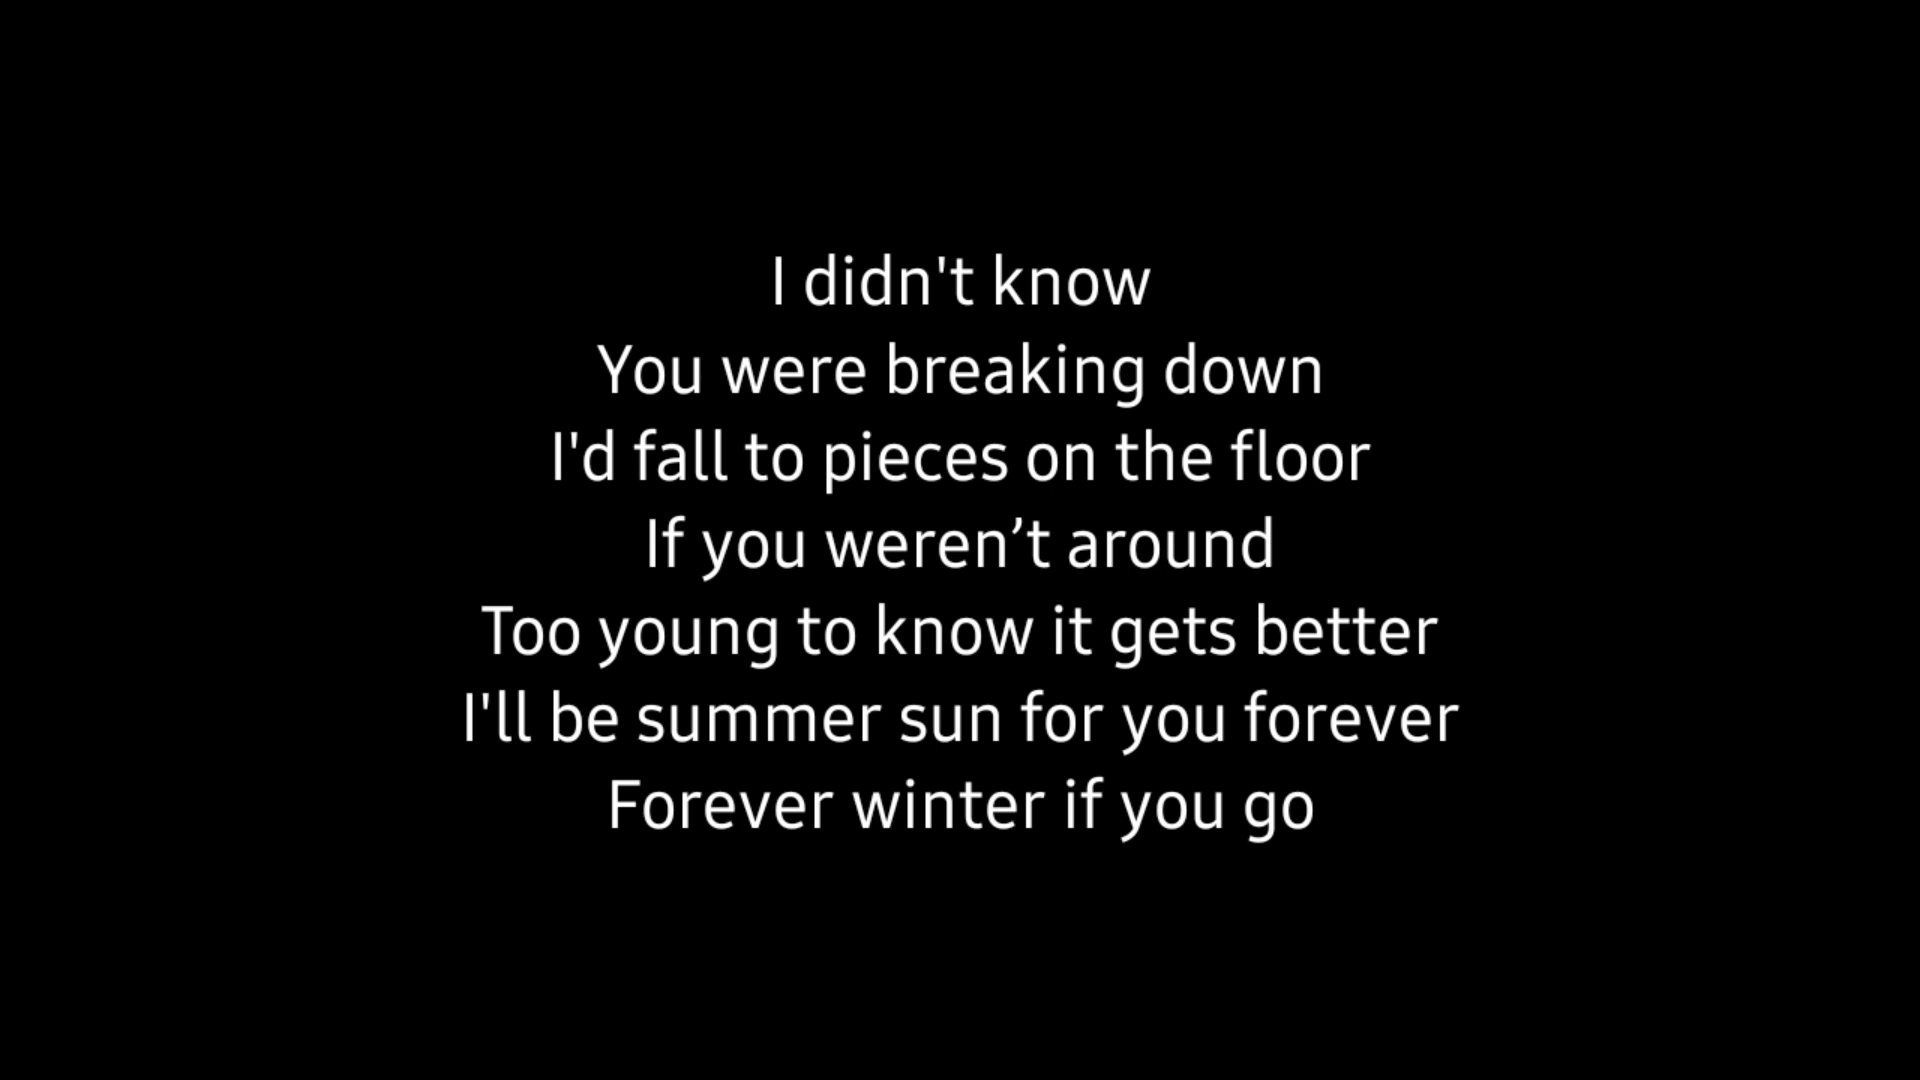 I didn't know
You were breaking down
I'd fall to pieces on the floor
If you weren’t around
Too young to know it gets better
I'll be summer sun for you forever
Forever winter if you go